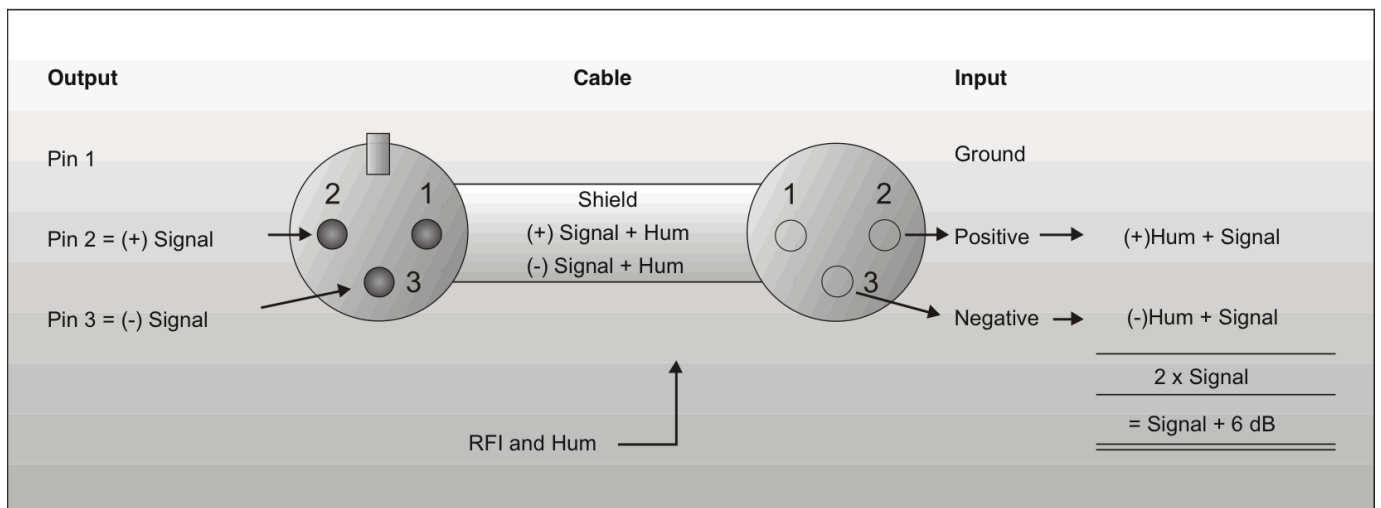 Output
Cable
Input
Pin 1
2
1
Shield
1
2
Ground
Pin 2 = (+) Signal
(+) Signal + Hum
Positive
(+)Hum + Signal
(-) Signal + Hum
3
3
Pin 3 = (-) Signal
Negative
(-)Hum + Signal
2 x Signal
= Signal + 6 dB
RFI and Hum